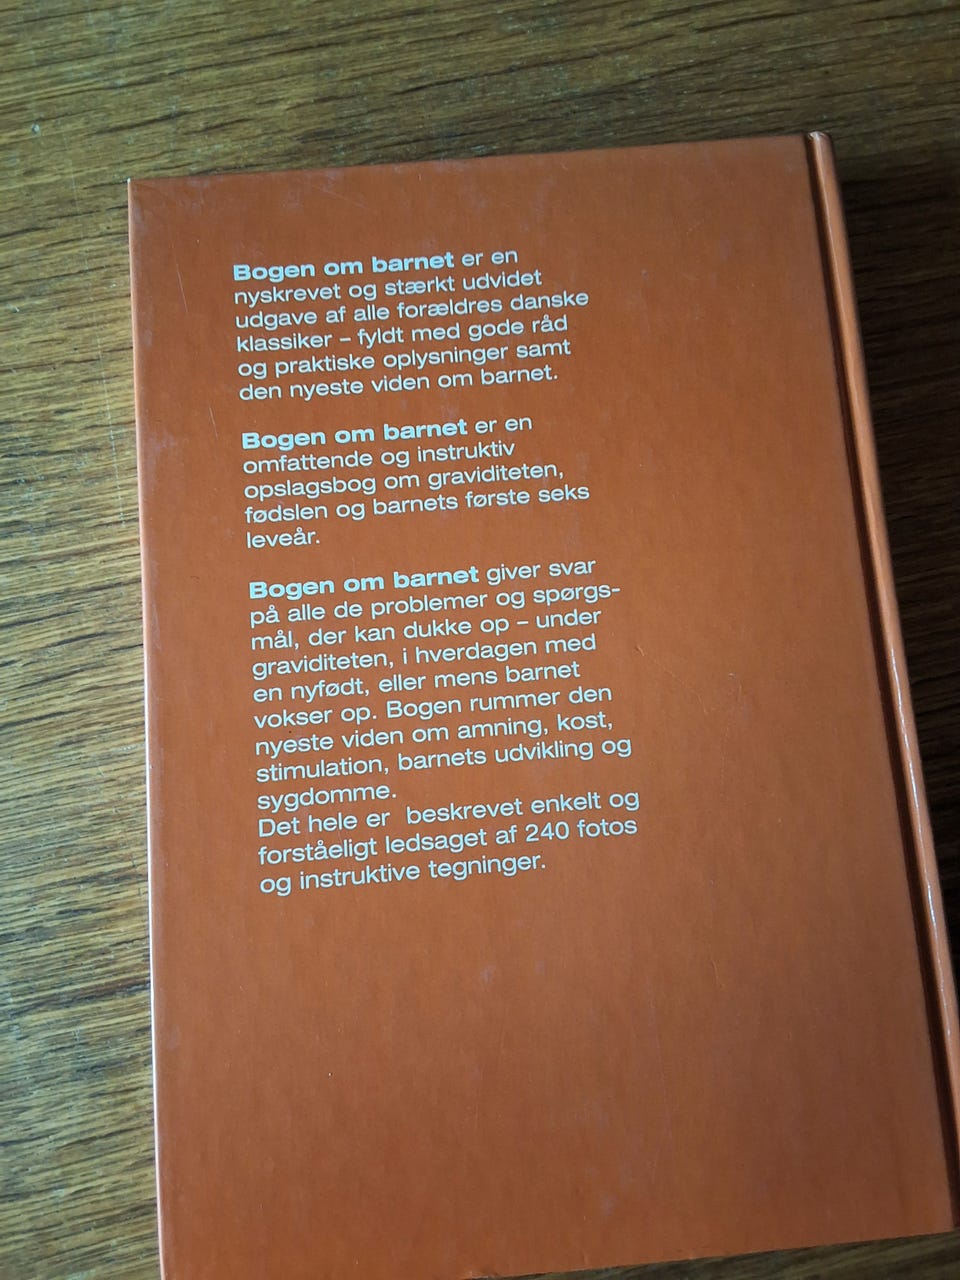 Bogen om barnet er en
nyskrevet og stærkt udvidet
udgave af alle forældres danske
klassiker – fyldt med gode råd
og praktiske oplysninger samt
den nyeste viden om barnet.
Bogen om barnet er en
omfattende og instruktiv
opslagsbog om graviditeten,
fødslen og barnets første seks
leveår.
Bogen om barnet giver svar
på alle de problemer og spørgs-
mål, der kan dukke op – under
graviditeten, i hverdagen med
en nyfødt, eller mens barnet
vokser op. Bogen rummer den
nyeste viden om amning, kost,
stimulation, barnets udvikling og
sygdomme.
Det hele er beskrevet enkelt og
forståeligt ledsaget af 240 fotos
og instruktive tegninger.